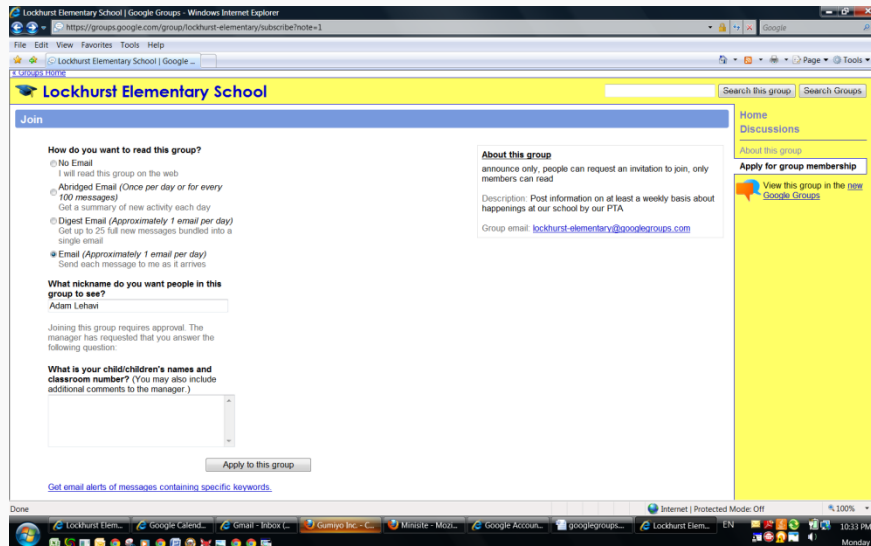 Lockhurst Elementary School | Google Groups - Windows Internet Explorer
https://groups.google.com/group/lockhurst-elementary/subscribe?note=1
Google
File Edit View Favorites Tools Help
Lockhurst Elementary School | Google ...
Page Tools
« Groups Home
Lockhurst Elementary School
Search this group
Search Groups
Join
How do you want to read this group?
No Email
I will read this group on the web
Abridged Email (Once per day or for every
100 messages)
Get a summary of new activity each day
Digest Email (Approximately 1 email per day)
Get up to 25 full new messages bundled into a
single email
Email (Approximately 1 email per day)
Send each message to me as it arrives
What nickname do you want people in this
group to see?
Adam Lehavi
Joining this group requires approval. The
manager has requested that you answer the
following question:
What is your child/children's names and
classroom number? (You may also include
additional comments to the manager.)
Apply to this group
Get email alerts of messages containing specific keywords.
About this group
announce only, people can request an invitation to join, only
members can read
Description: Post information on at least a weekly basis about
happenings at our school by our PTA
Group email: lockhurst-elementary@googlegroups.com
Home
Discussions
About this group
Apply for group membership
View this group in the new
Google Groups
Done
Internet | Protected Mode: Off
100%
Lockhurst Elem...
Google Calend...
Gmail - Inbox (...
Gumiyo Inc. - C...
Minisite - Mozi...
Google Accoun...
googlegroups...
Lockhurst Elem...
EN
10:33 PM
Monday